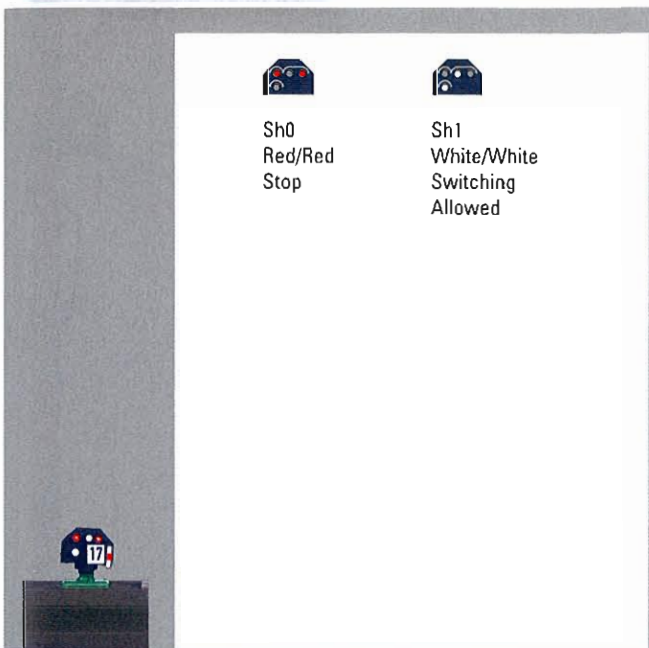 Sh0
Red/Red
Stop
Sh1
White/White
Switching
Allowed
17